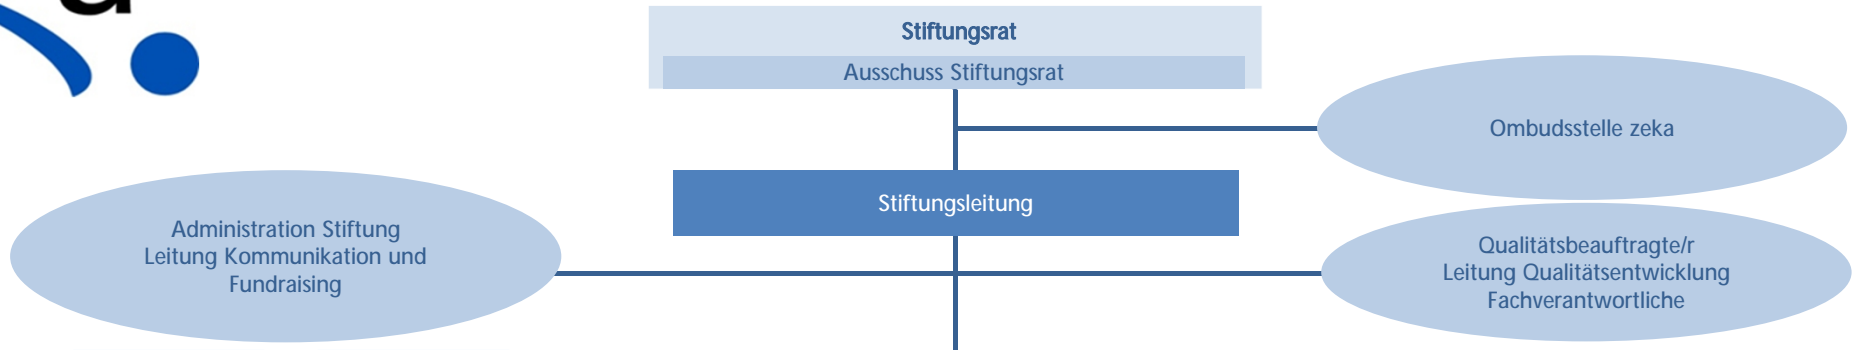 Stiftungsrat
Ausschuss Stiftungsrat
Ombudsstelle zeka
Stiftungsleitung
Administration Stiftung
Leitung Kommunikation und
Fundraising
Qualitätsbeauftragte/r
Leitung Qualitätsentwicklung
Fachverantwortliche